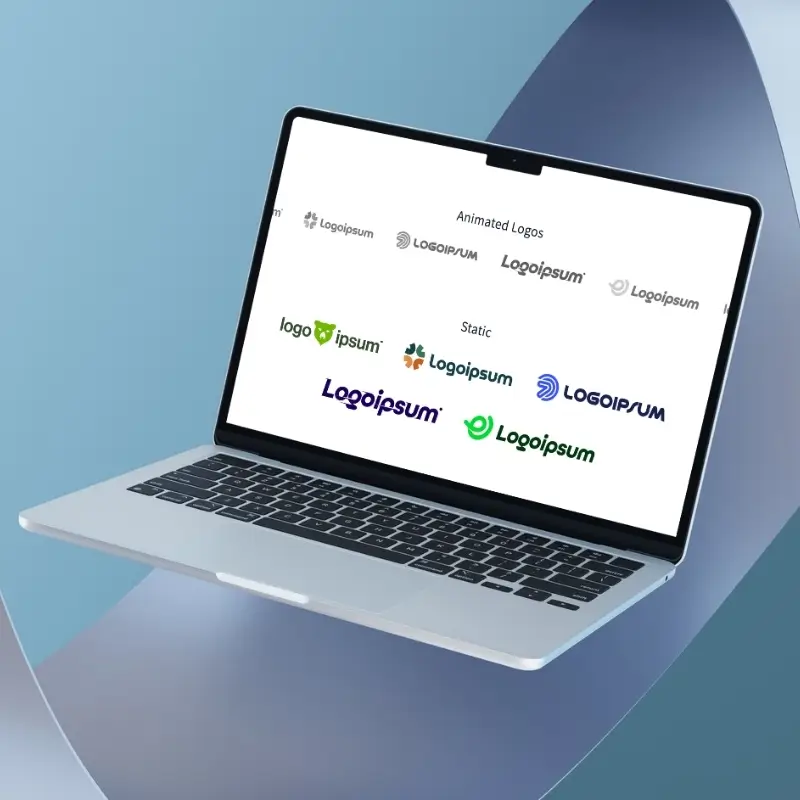 Animated Logos
Logoipsum
LOGOIPSUM
Logoipsum
Logoipsum
Static
logo ipsum
Logoipsum
LOGOIPSUM
Logoipsum
Logoipsum